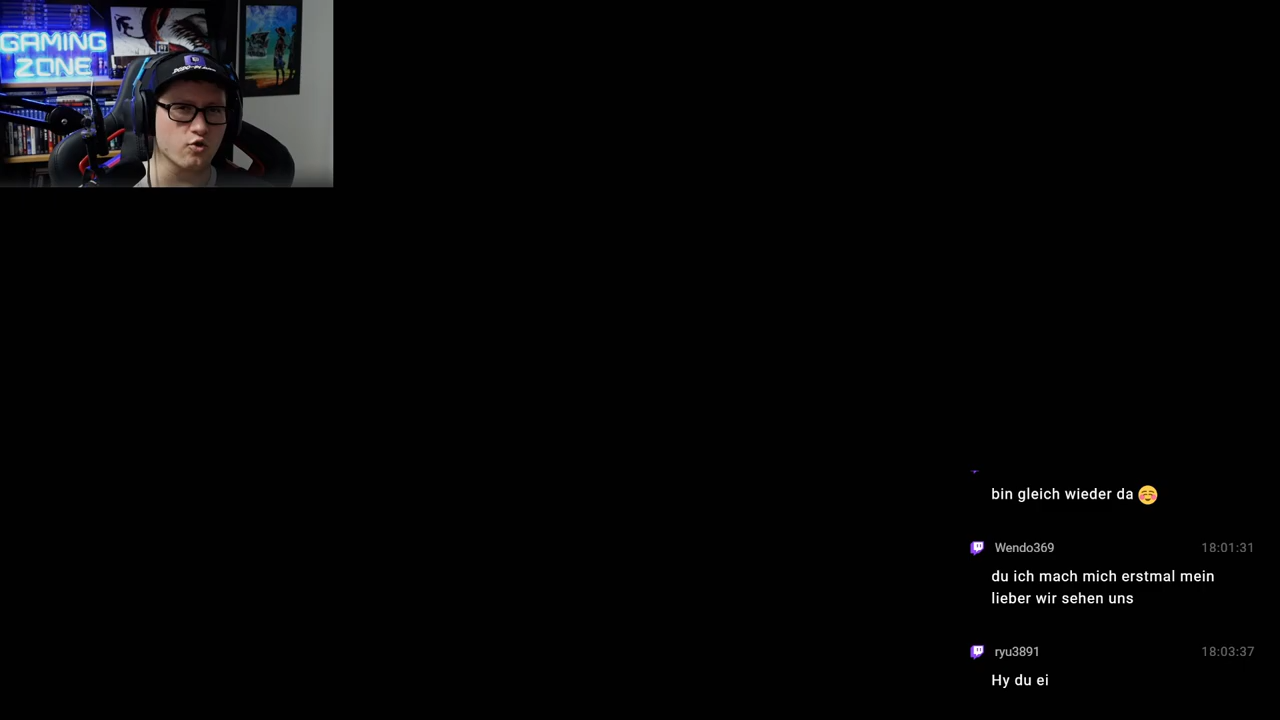 GAMING
ZONE
bin gleich wieder da ☺️
Wendo369 18:01:31
du ich mach mich erstmal mein
lieber wir sehen uns
ryu3891 18:03:37
Hy du ei